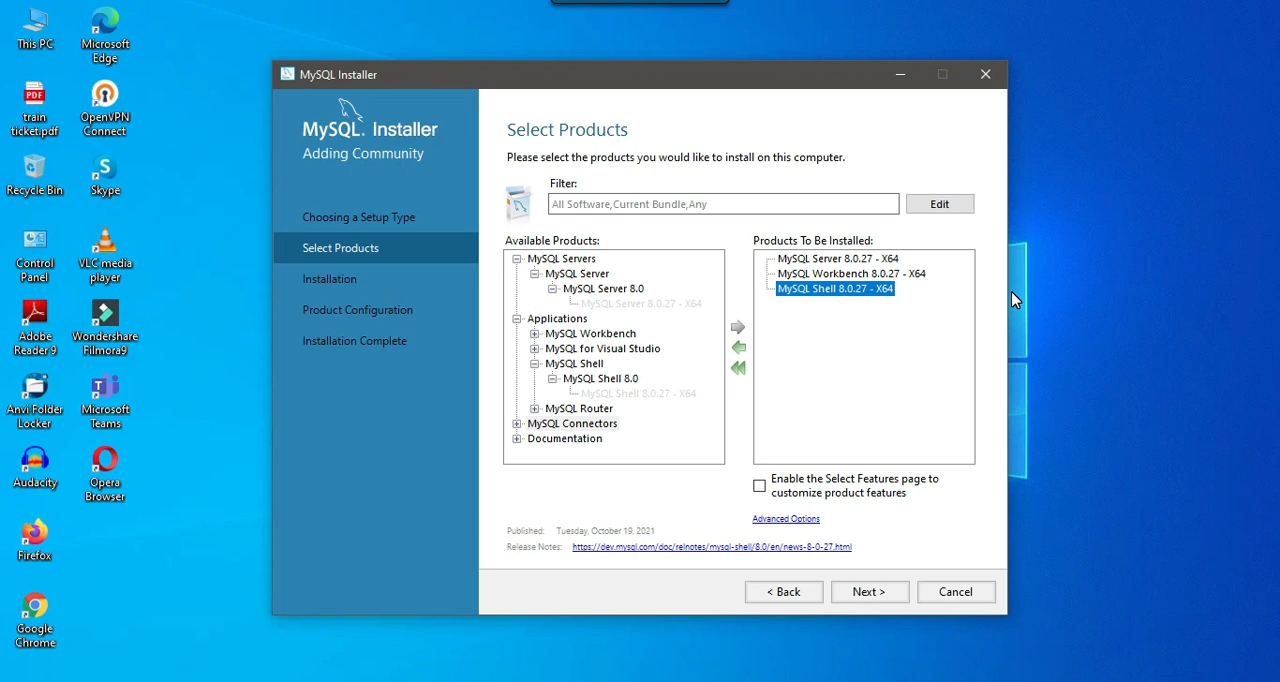 This PC
Microsoft
Edge
train
ticket.pdf
OpenVPN
Connect
Recycle Bin
Skype
Control
Panel
VLC media
player
Adobe
Reader 9
Wondershare
Filmora9
Anvi Folder
Locker
Microsoft
Teams
Audacity
Opera
Browser
Firefox
Google
Chrome
PDF
MySQL Installer
MySQL. Installer
Adding Community
Choosing a Setup Type
Select Products
Installation
Product Configuration
Installation Complete
Select Products
Please select the products you would like to install on this computer.
Filter:
All Software,Current Bundle,Any
Edit
Available Products:
MySQL Servers
MySQL Server
MySQL Server 8.0
MySQL Server 8.0.27 - X64
Applications
MySQL Workbench
MySQL for Visual Studio
MySQL Shell
MySQL Shell 8.0
MySQL Shell 8.0.27 - X64
MySQL Router
MySQL Connectors
Documentation
Products To Be Installed:
MySQL Server 8.0.27 - X64
MySQL Workbench 8.0.27 - X64
MySQL Shell 8.0.27 - X64
Enable the Select Features page to
customize product features
Advanced Options
Published: Tuesday, October 19, 2021
Release Notes: https://dev.mysql.com/doc/relnotes/mysql-shell/8.0/en/news-8-0-27.html
< Back
Next >
Cancel